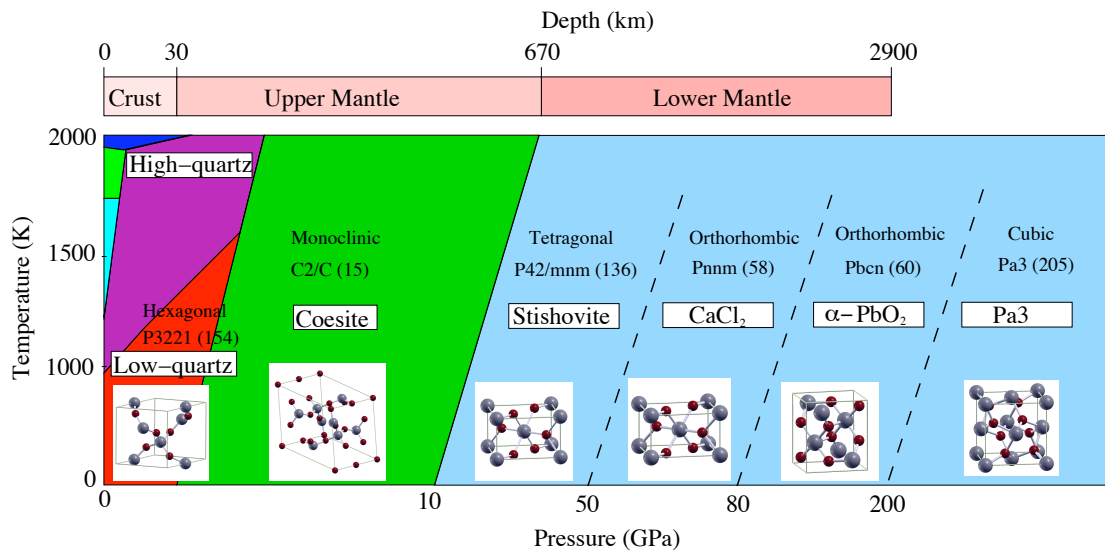 Depth (km)
0 30 670 2900
Crust Upper Mantle Lower Mantle
Temperature (K)
2000
1500
1000
0
High-quartz
Hexagonal
P3221 (154)
Low-quartz
Monoclinic
C2/C (15)
Coesite
Tetragonal
P42/mnm (136)
Stishovite
Orthorhombic
Pnnm (58)
CaCl₂
Orthorhombic
Pbcn (60)
α-PbO₂
Cubic
Pa3 (205)
Pa3
0 10 50 80 200
Pressure (GPa)